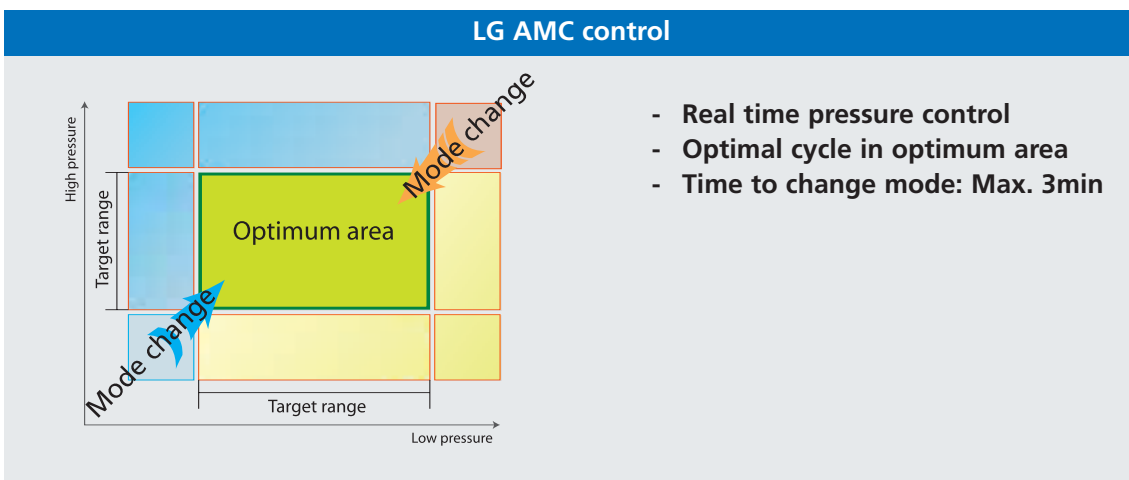 LG AMC control
High pressure
Target range
Mode change
Optimum area
Mode change
Target range
Low pressure
- Real time pressure control
- Optimal cycle in optimum area
- Time to change mode: Max. 3min